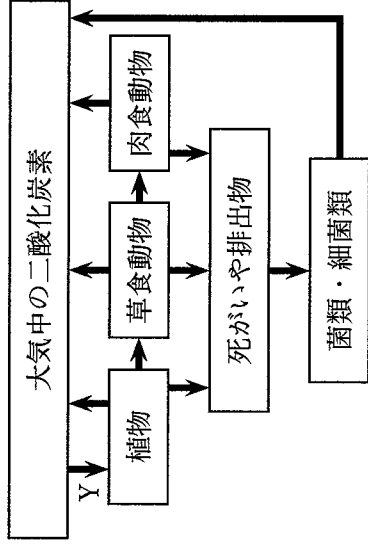 大気中の二酸化炭素
Y
植物
草食動物
肉食動物
死がいや排出物
菌類・細菌類